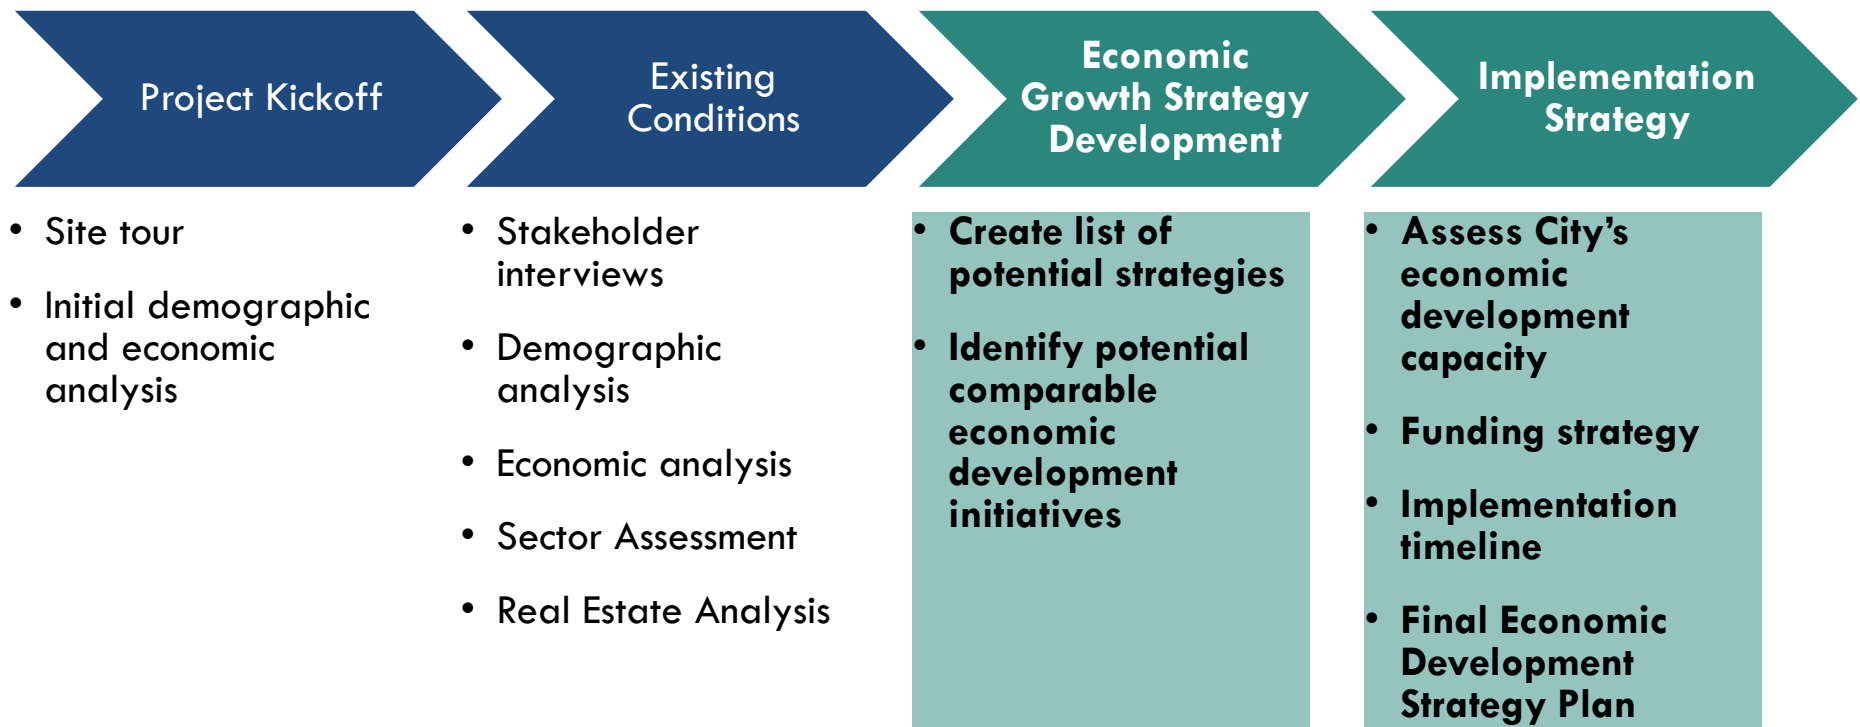 Project Kickoff
• Site tour
• Initial demographic
and economic
analysis
Existing
Conditions
• Stakeholder
interviews
• Demographic
analysis
• Economic analysis
• Sector Assessment
• Real Estate Analysis
Economic
Growth Strategy
Development
• Create list of
potential strategies
• Identify potential
comparable
economic
development
initiatives
Implementation
Strategy
• Assess City’s
economic
development
capacity
• Funding strategy
• Implementation
timeline
• Final Economic
Development
Strategy Plan